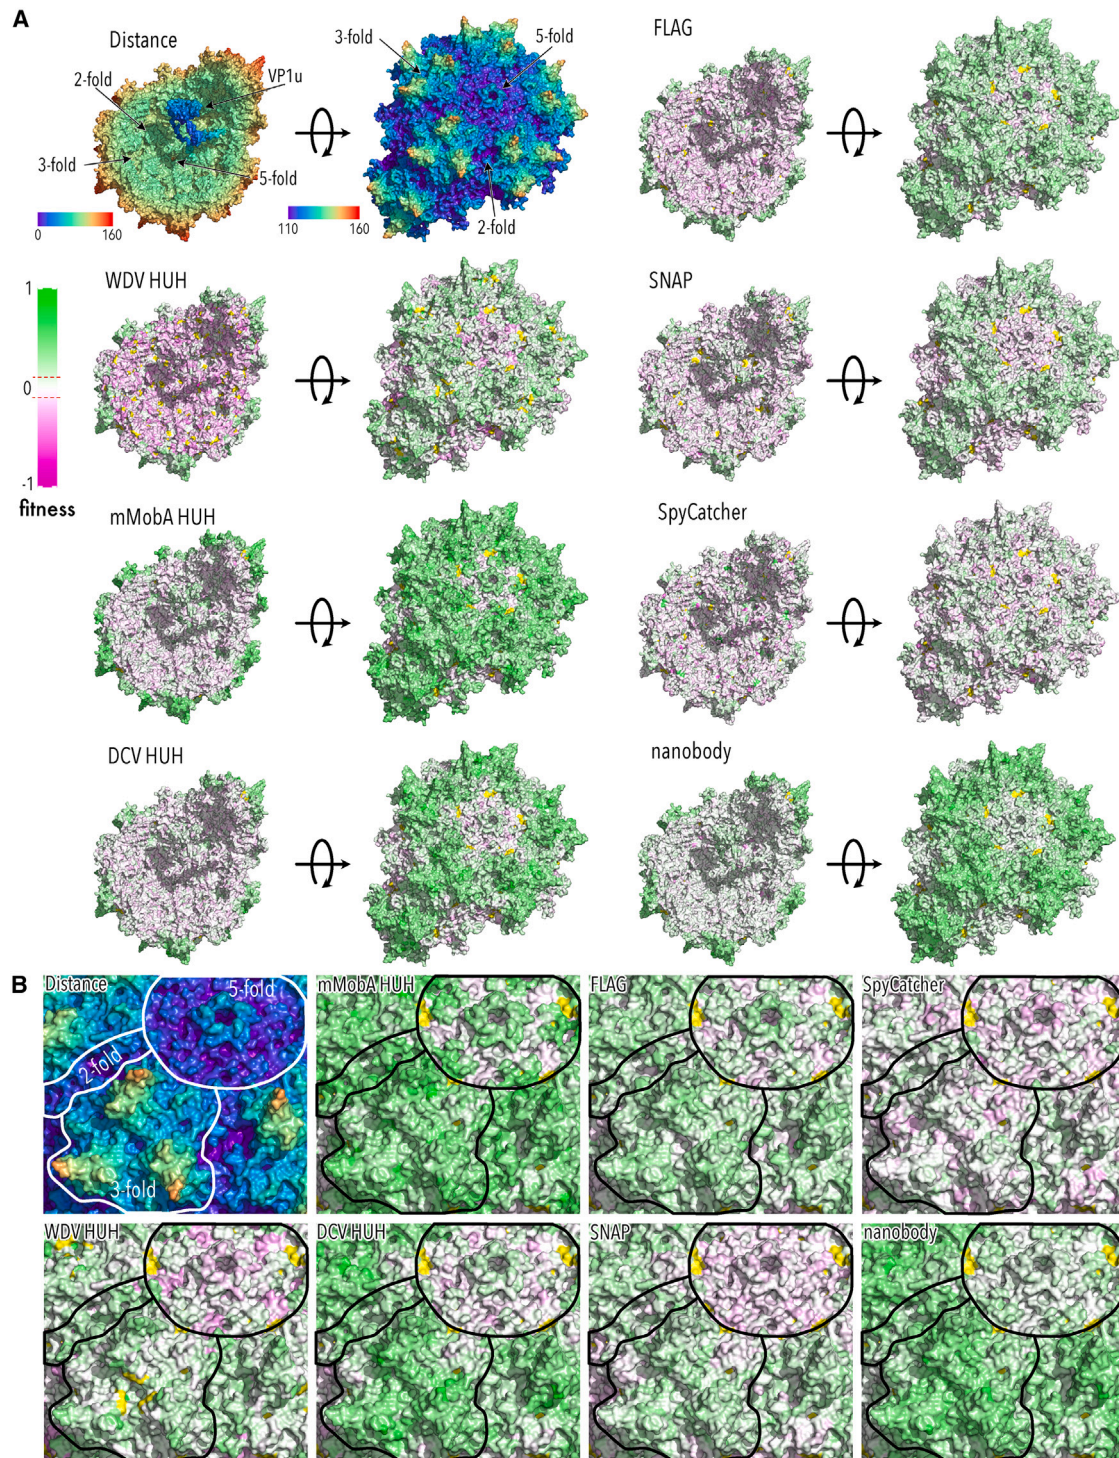 A
Distance
2-fold
VP1u
3-fold
5-fold
0
160
3-fold
5-fold
2-fold
110
160
FLAG
1
0
-1
fitness
WDV HUH
SNAP
mMobA HUH
SpyCatcher
DCV HUH
nanobody
B
Distance
5-fold
2-fold
3-fold
mMobA HUH
FLAG
SpyCatcher
WDV HUH
DCV HUH
SNAP
nanobody